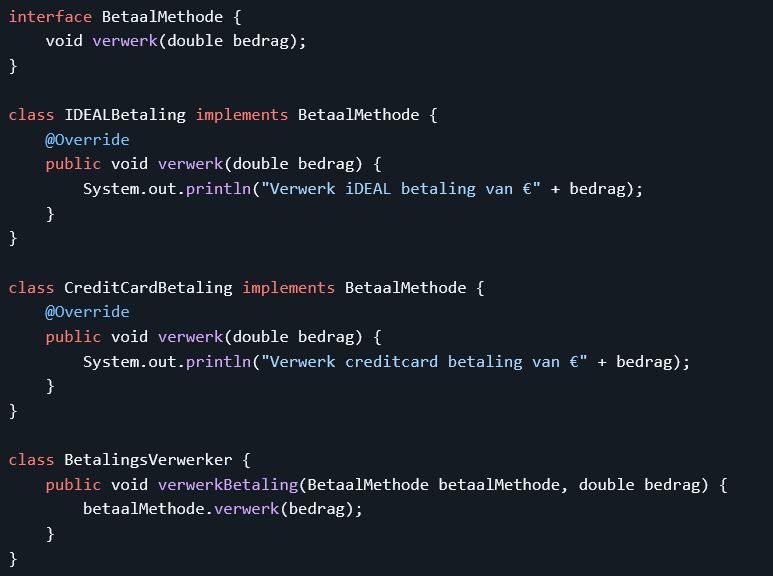 interface BetaalMethode {
    void verwerk(double bedrag);
}

class IDEALBetaling implements BetaalMethode {
    @Override
    public void verwerk(double bedrag) {
        System.out.println("Verwerk iDEAL betaling van €" + bedrag);
    }
}

class CreditCardBetaling implements BetaalMethode {
    @Override
    public void verwerk(double bedrag) {
        System.out.println("Verwerk creditcard betaling van €" + bedrag);
    }
}

class BetalingsVerwerker {
    public void verwerkBetaling(BetaalMethode betaalMethode, double bedrag) {
        betaalMethode.verwerk(bedrag);
    }
}